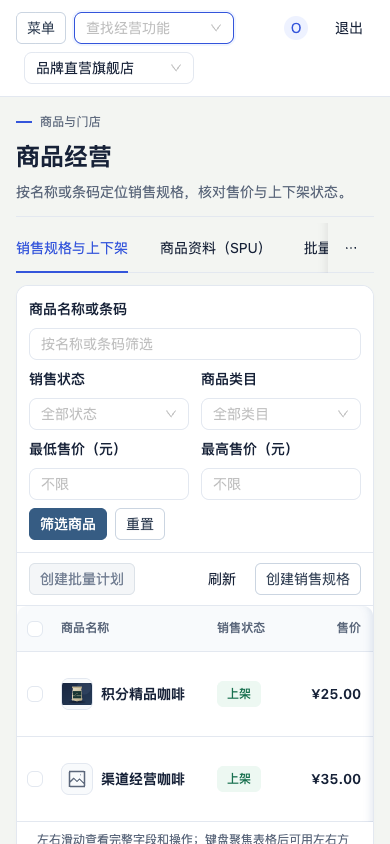 菜单 查找经营功能 O 退出
品牌直营旗舰店
商品与门店
商品经营
按名称或条码定位销售规格，核对售价与上下架状态。
销售规格与上下架 商品资料（SPU） 批量 ···
商品名称或条码
按名称或条码筛选
销售状态 商品类目
全部状态 全部类目
最低售价（元） 最高售价（元）
不限 不限
筛选商品 重置
创建批量计划 刷新 创建销售规格
商品名称 销售状态 售价
积分精品咖啡 上架 ¥25.00
渠道经营咖啡 上架 ¥35.00
左右滑动查看完整字段和操作；键盘聚焦表格后可用左右方